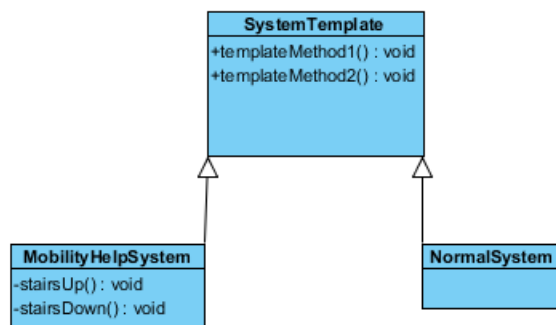 SystemTemplate
+templateMethod1() : void
+templateMethod2() : void
MobilityHelpSystem
-stairsUp() : void
-stairsDown() : void
NormalSystem